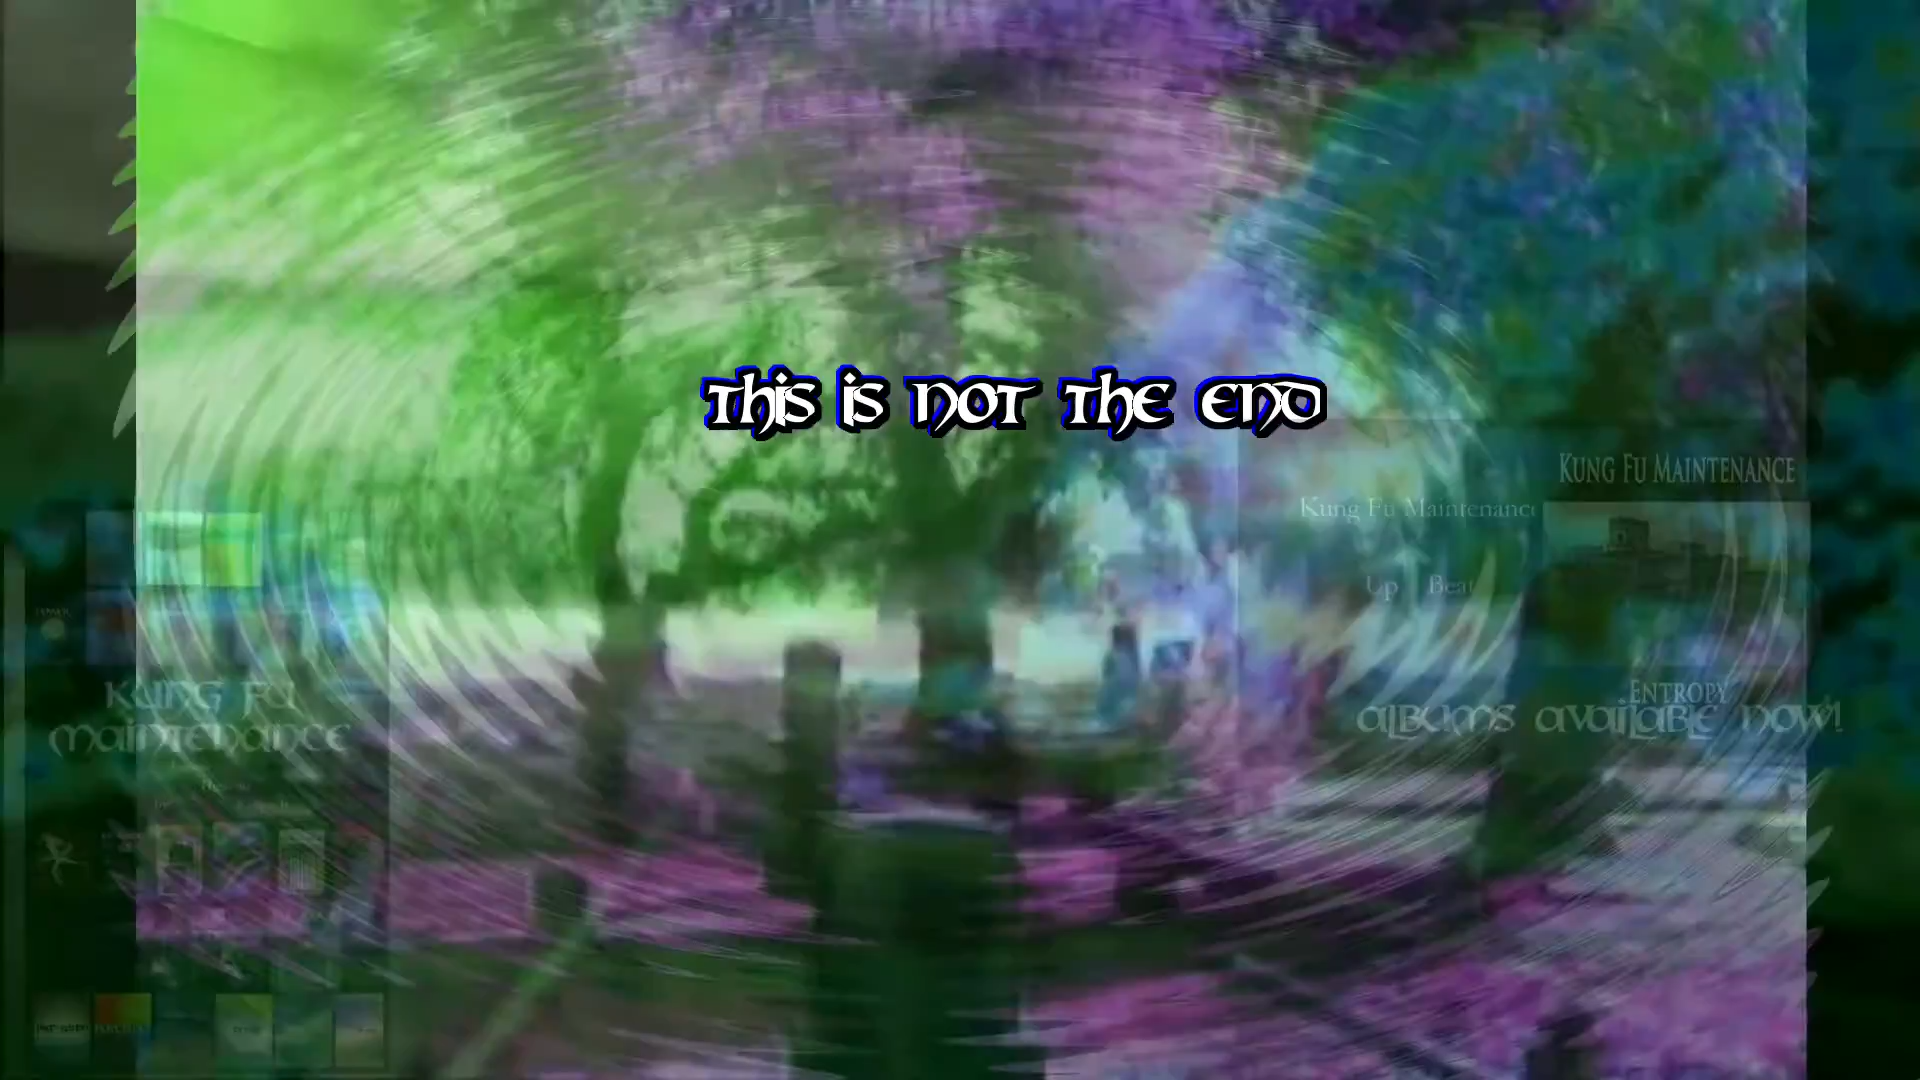 THIS IS NOT THE END
KUNG FU MAINTENANCE
Kung Fu Maintenance
Up Beat
POWER
KUNG FU
MAINTENANCE
ENTROPY
ALBUMS AVAILABLE NOW!